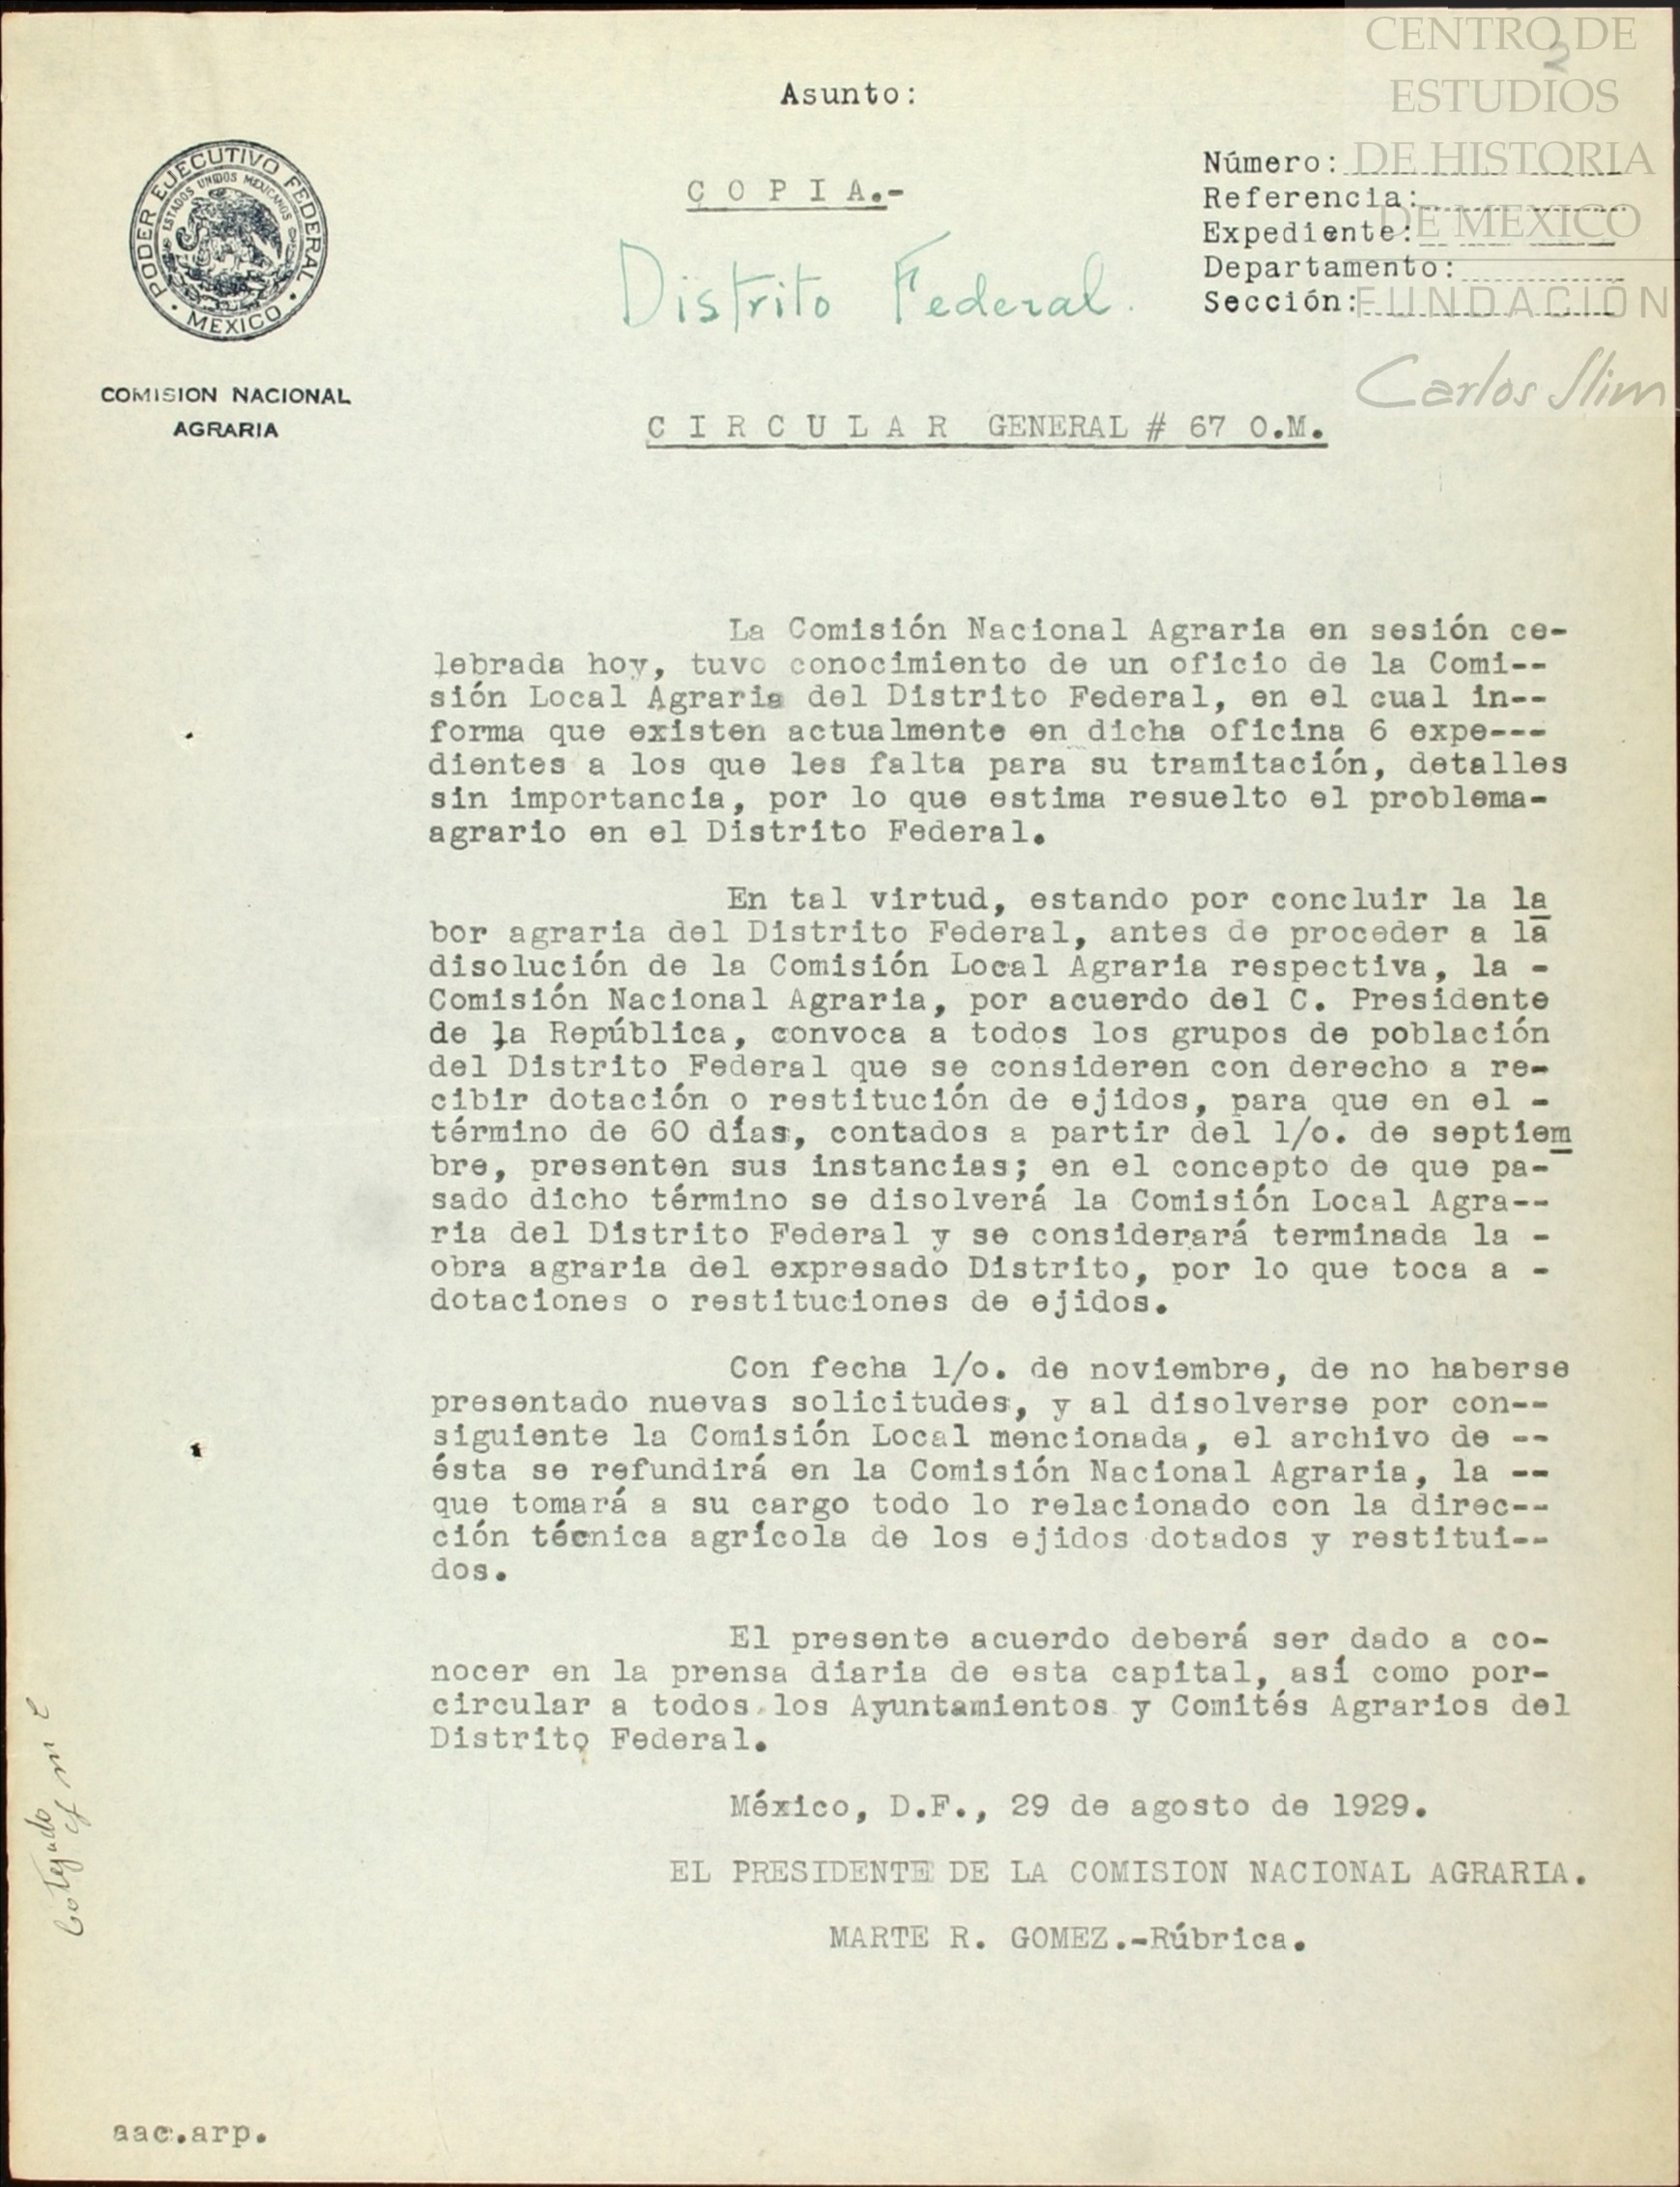 CENTRO DE
ESTUDIOS
DE HISTORIA
DE MEXICO
FUNDACIÓN
Carlos Slim
2
Asunto:
PODER EJECUTIVO FEDERAL
ESTADOS UNIDOS MEXICANOS
MEXICO
COMISION NACIONAL
AGRARIA
C O P I A.-
Distrito Federal.
Número:
Referencia:
Expediente:
Departamento:
Sección:
C I R C U L A R GENERAL # 67 O.M.
La Comisión Nacional Agraria en sesión ce-
lebrada hoy, tuvo conocimiento de un oficio de la Comi--
sión Local Agraria del Distrito Federal, en el cual in--
forma que existen actualmente en dicha oficina 6 expe---
dientes a los que les falta para su tramitación, detalles
sin importancia, por lo que estima resuelto el problema-
agrario en el Distrito Federal.
En tal virtud, estando por concluir la la
bor agraria del Distrito Federal, antes de proceder a la
disolución de la Comisión Local Agraria respectiva, la -
Comisión Nacional Agraria, por acuerdo del C. Presidente
de la República, convoca a todos los grupos de población
del Distrito Federal que se consideren con derecho a re-
cibir dotación o restitución de ejidos, para que en el -
término de 60 días, contados a partir del 1/o. de septiem
bre, presenten sus instancias; en el concepto de que pa-
sado dicho término se disolverá la Comisión Local Agra--
ria del Distrito Federal y se considerará terminada la -
obra agraria del expresado Distrito, por lo que toca a -
dotaciones o restituciones de ejidos.
Con fecha 1/o. de noviembre, de no haberse
presentado nuevas solicitudes, y al disolverse por con--
siguiente la Comisión Local mencionada, el archivo de --
ésta se refundirá en la Comisión Nacional Agraria, la --
que tomará a su cargo todo lo relacionado con la direc--
ción técnica agrícola de los ejidos dotados y restitui--
dos.
El presente acuerdo deberá ser dado a co-
nocer en la prensa diaria de esta capital, así como por-
circular a todos los Ayuntamientos y Comités Agrarios del
Distrito Federal.
México, D.F., 29 de agosto de 1929.
EL PRESIDENTE DE LA COMISION NACIONAL AGRARIA.
MARTE R. GOMEZ.-Rúbrica.
Cotejado
aac.arp.